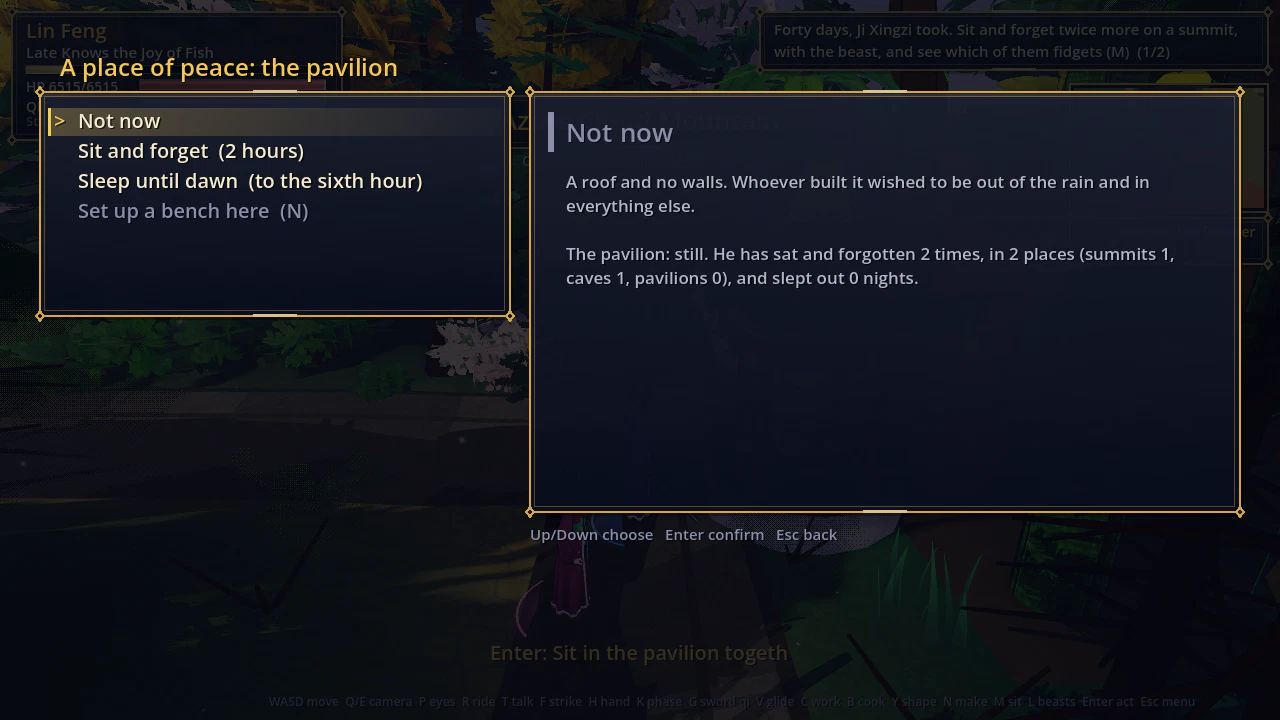 Lin Feng
Late Knows the Joy of Fish
HP 6515/6515
Forty days, Ji Xingzi took. Sit and forget twice more on a summit,
with the beast, and see which of them fidgets (M) (1/2)
A place of peace: the pavilion
> Not now
Sit and forget (2 hours)
Sleep until dawn (to the sixth hour)
Set up a bench here (N)
Not now
A roof and no walls. Whoever built it wished to be out of the rain and in
everything else.
The pavilion: still. He has sat and forgotten 2 times, in 2 places (summits 1,
caves 1, pavilions 0), and slept out 0 nights.
Up/Down choose Enter confirm Esc back
Enter: Sit in the pavilion togeth
WASD move Q/E camera P eyes R ride T talk F strike H hand K phase G sword qi V glide C work B cook Y shape N make M sit L beasts Enter act Esc menu